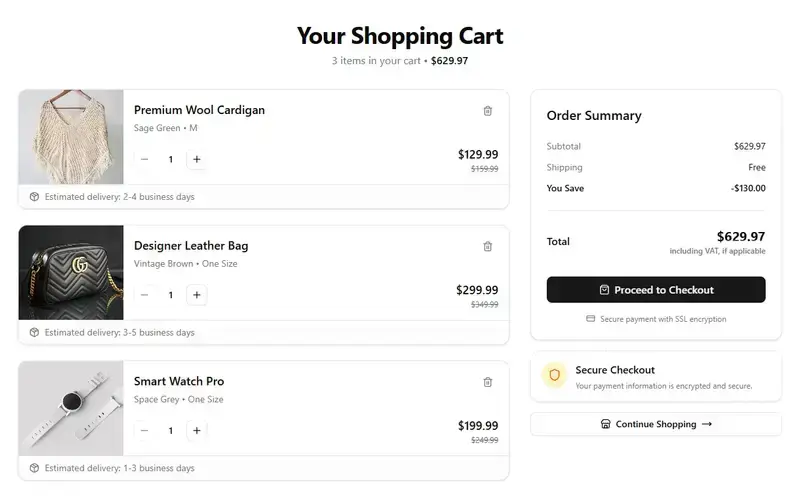 Your Shopping Cart
3 items in your cart • $629.97
Premium Wool Cardigan
Sage Green • M
1
$129.99
$159.99
Estimated delivery: 2-4 business days
Designer Leather Bag
Vintage Brown • One Size
1
$299.99
$349.99
Estimated delivery: 3-5 business days
Smart Watch Pro
Space Grey • One Size
1
$199.99
$249.99
Estimated delivery: 1-3 business days
Order Summary
Subtotal $629.97
Shipping Free
You Save -$130.00
Total $629.97
including VAT, if applicable
Proceed to Checkout
Secure payment with SSL encryption
Secure Checkout
Your payment information is encrypted and secure.
Continue Shopping →